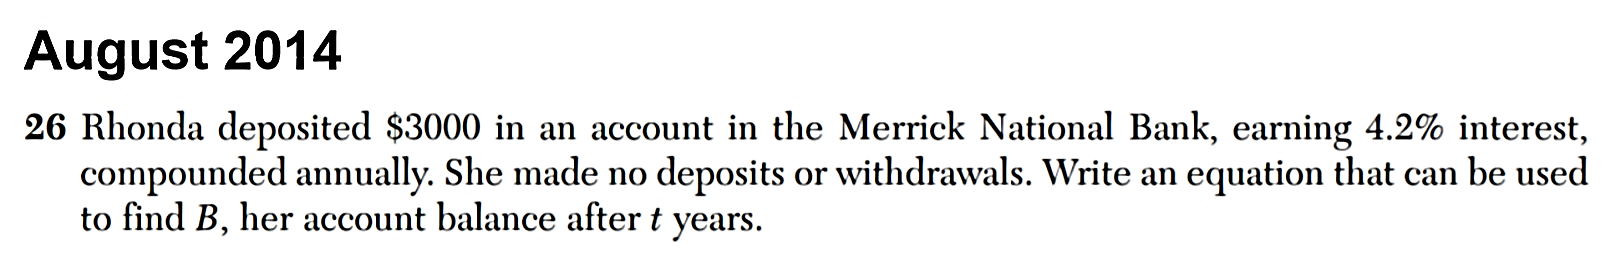 August 2014
26 Rhonda deposited $3000 in an account in the Merrick National Bank, earning 4.2% interest,
compounded annually. She made no deposits or withdrawals. Write an equation that can be used
to find B, her account balance after t years.